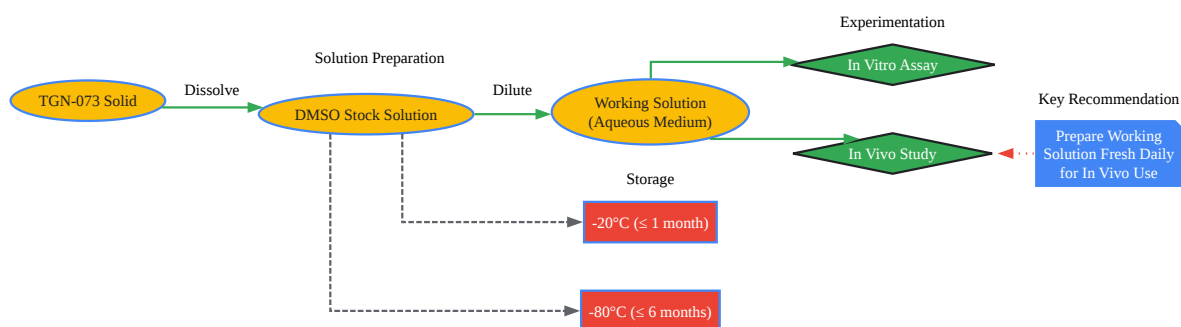 Experimentation
Solution Preparation
In Vitro Assay
Dissolve
Dilute
TGN-073 Solid
DMSO Stock Solution
Working Solution
(Aqueous Medium)
Key Recommendation
Prepare Working
Solution Fresh Daily
for In Vivo Use
In Vivo Study
Storage
-20°C (≤ 1 month)
-80°C (≤ 6 months)